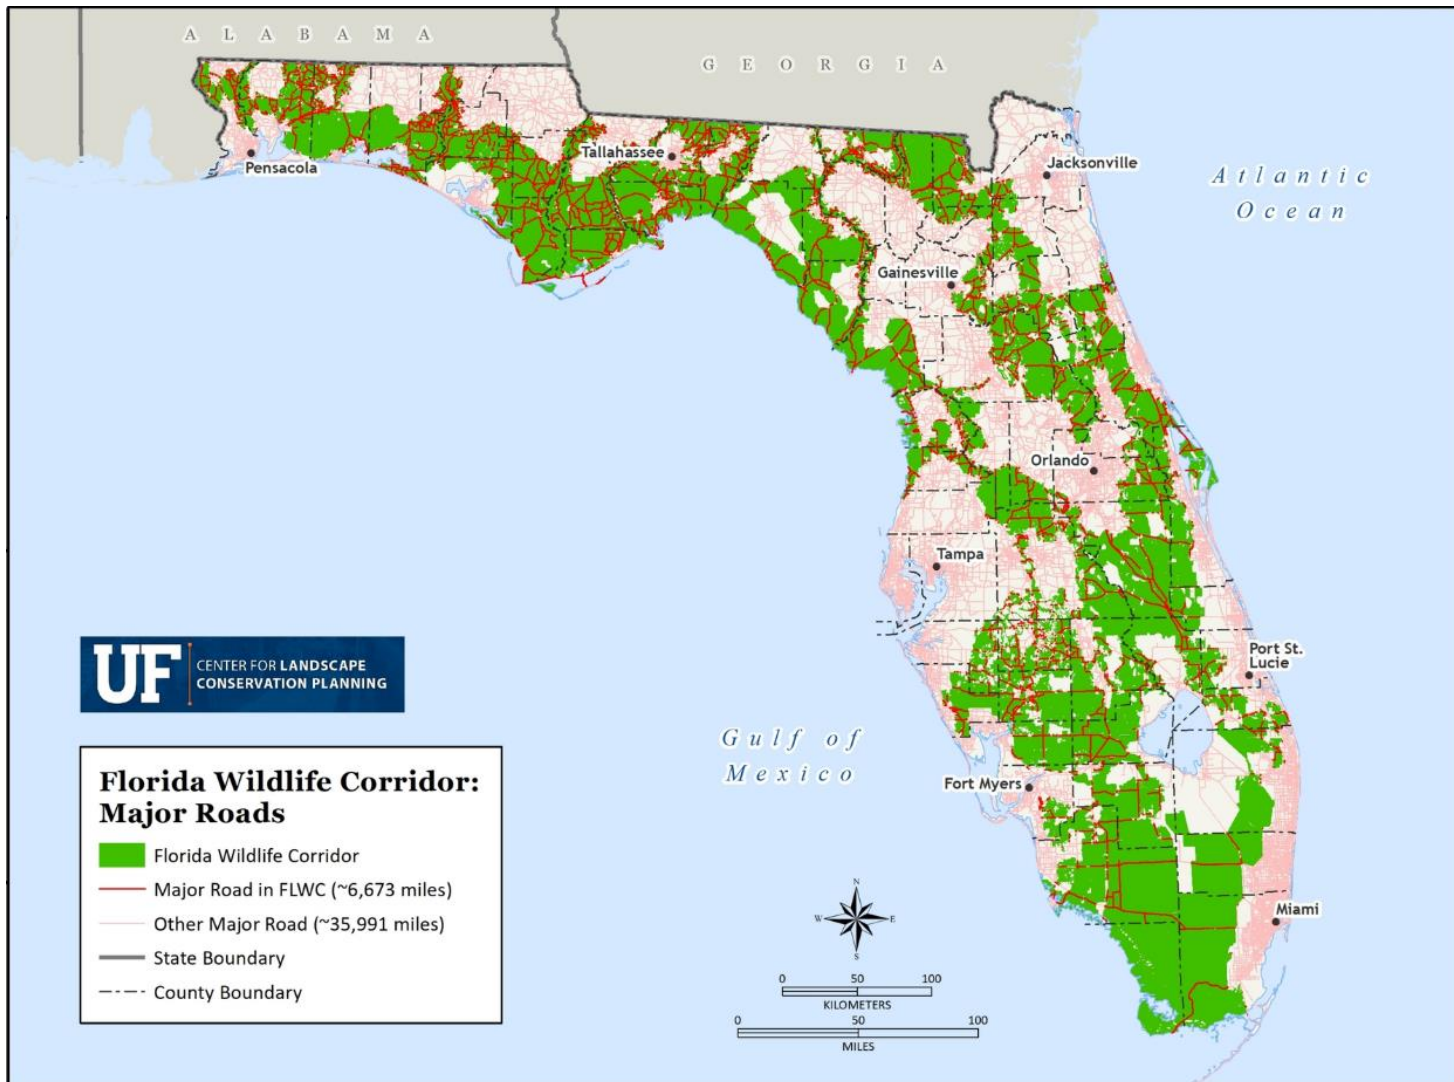 ALABAMA
GEORGIA
Pensacola
Tallahassee
Jacksonville
Atlantic
Ocean
Gainesville
Orlando
Tampa
Port St.
Lucie
Gulf of
Mexico
Fort Myers
Miami
UF CENTER FOR LANDSCAPE
CONSERVATION PLANNING
Florida Wildlife Corridor:
Major Roads
Florida Wildlife Corridor
Major Road in FLWC (~6,673 miles)
Other Major Road (~35,991 miles)
State Boundary
County Boundary
N
W E
S
0 50 100
KILOMETERS
0 50 100
MILES